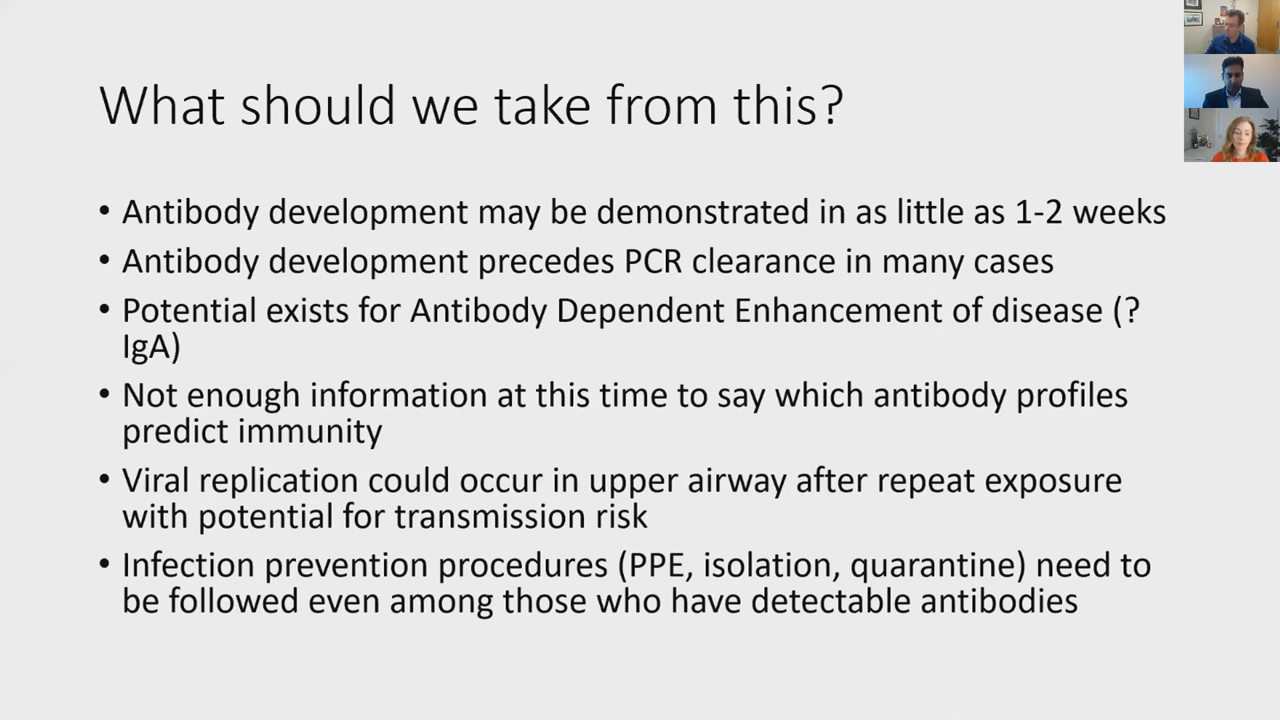 What should we take from this?
• Antibody development may be demonstrated in as little as 1-2 weeks
• Antibody development precedes PCR clearance in many cases
• Potential exists for Antibody Dependent Enhancement of disease (?
IgA)
• Not enough information at this time to say which antibody profiles
predict immunity
• Viral replication could occur in upper airway after repeat exposure
with potential for transmission risk
• Infection prevention procedures (PPE, isolation, quarantine) need to
be followed even among those who have detectable antibodies